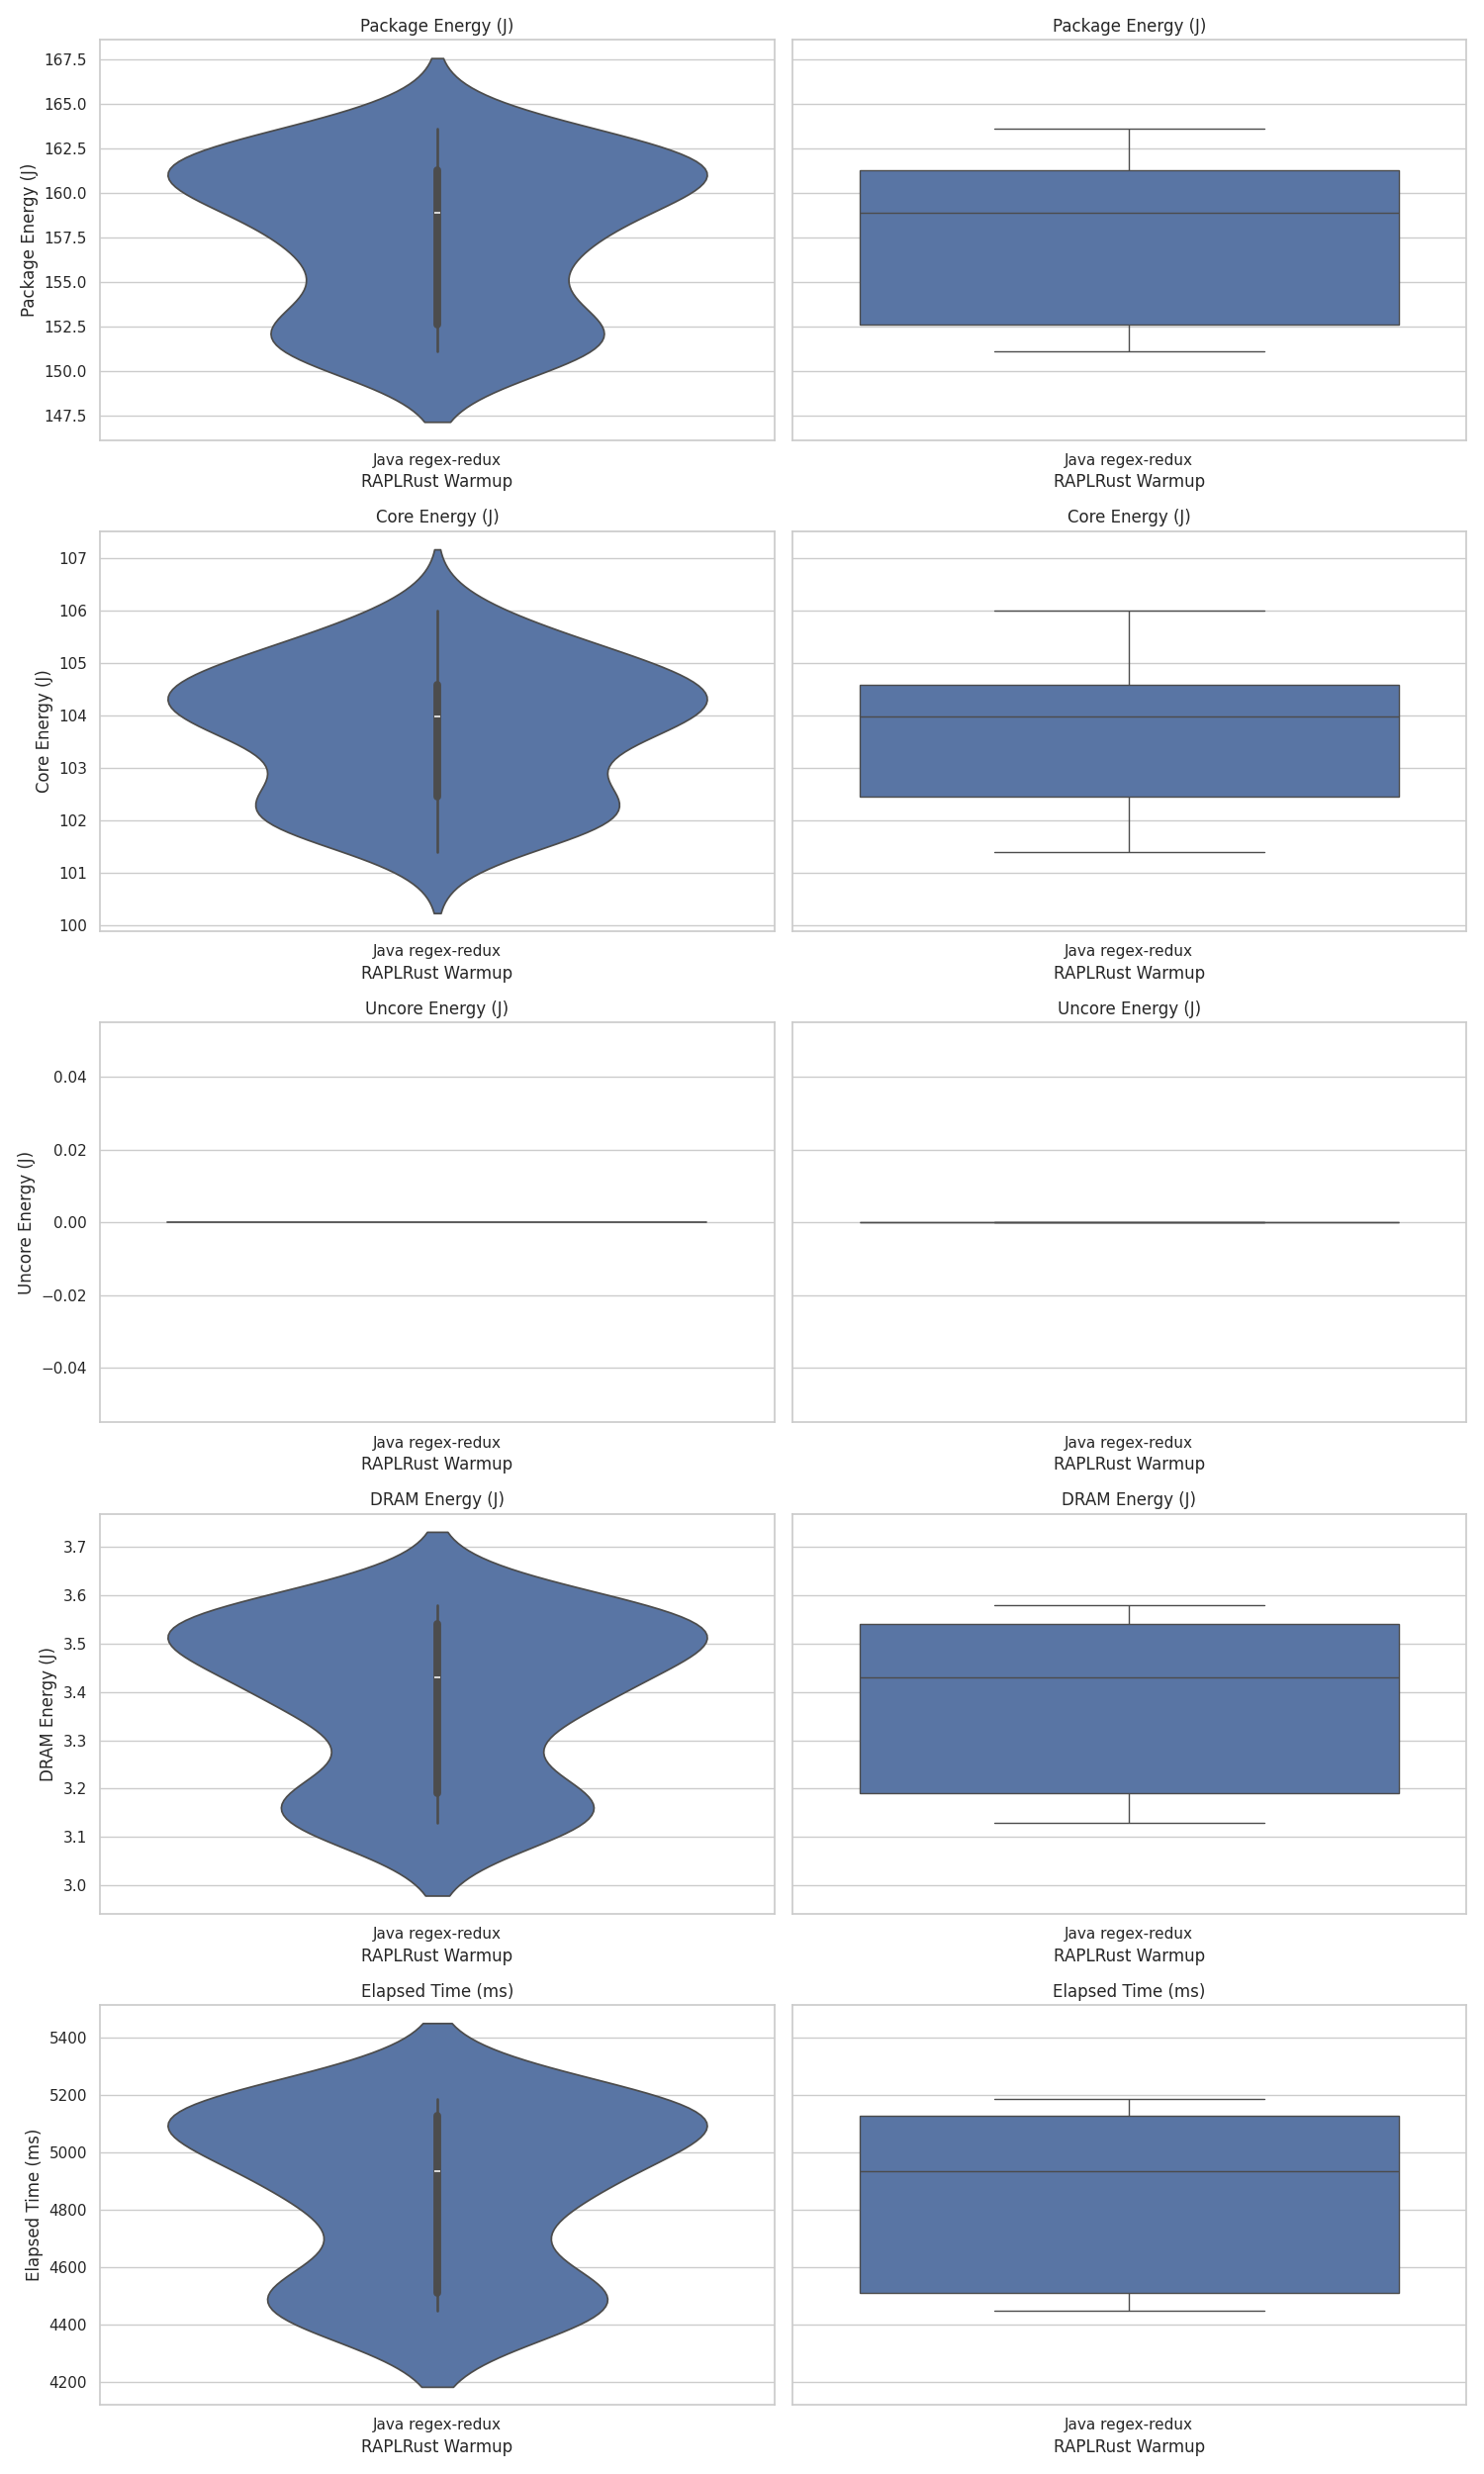 Package Energy (J)
Package Energy (J)
Package Energy (J)
167.5
165.0
162.5
160.0
157.5
155.0
152.5
150.0
147.5
Java regex-redux
Java regex-redux
RAPLRust Warmup
RAPLRust Warmup
Core Energy (J)
Core Energy (J)
Core Energy (J)
107
106
105
104
103
102
101
100
Java regex-redux
Java regex-redux
RAPLRust Warmup
RAPLRust Warmup
Uncore Energy (J)
Uncore Energy (J)
Uncore Energy (J)
0.04
0.02
0.00
−0.02
−0.04
Java regex-redux
Java regex-redux
RAPLRust Warmup
RAPLRust Warmup
DRAM Energy (J)
DRAM Energy (J)
DRAM Energy (J)
3.7
3.6
3.5
3.4
3.3
3.2
3.1
3.0
Java regex-redux
Java regex-redux
RAPLRust Warmup
RAPLRust Warmup
Elapsed Time (ms)
Elapsed Time (ms)
Elapsed Time (ms)
5400
5200
5000
4800
4600
4400
4200
Java regex-redux
Java regex-redux
RAPLRust Warmup
RAPLRust Warmup